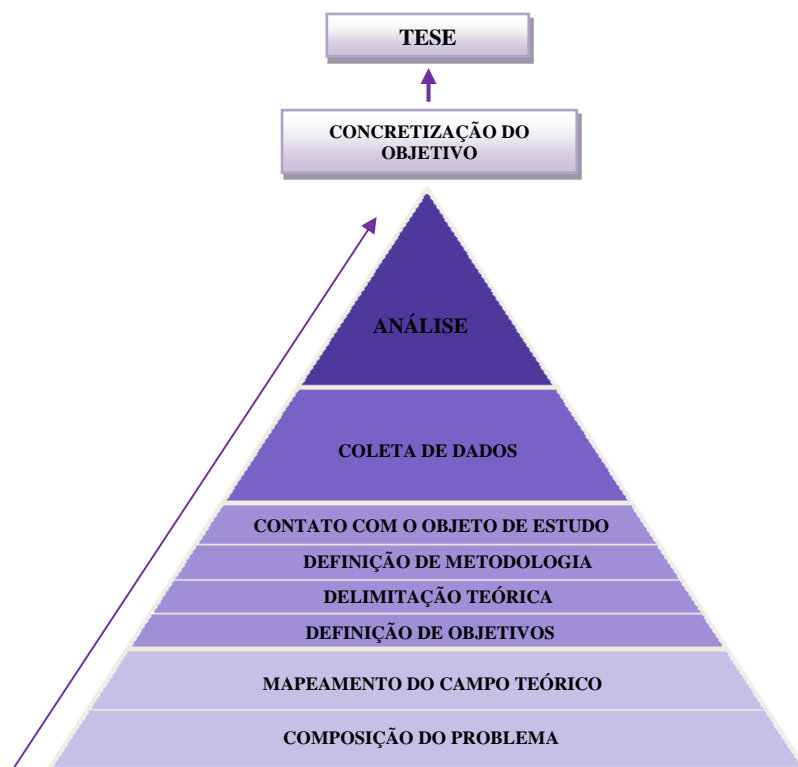 TESE
CONCRETIZAÇÃO DO
OBJETIVO
ANÁLISE
COLETA DE DADOS
CONTATO COM O OBJETO DE ESTUDO
DEFINIÇÃO DE METODOLOGIA
DELIMITAÇÃO TEÓRICA
DEFINIÇÃO DE OBJETIVOS
MAPEAMENTO DO CAMPO TEÓRICO
COMPOSIÇÃO DO PROBLEMA